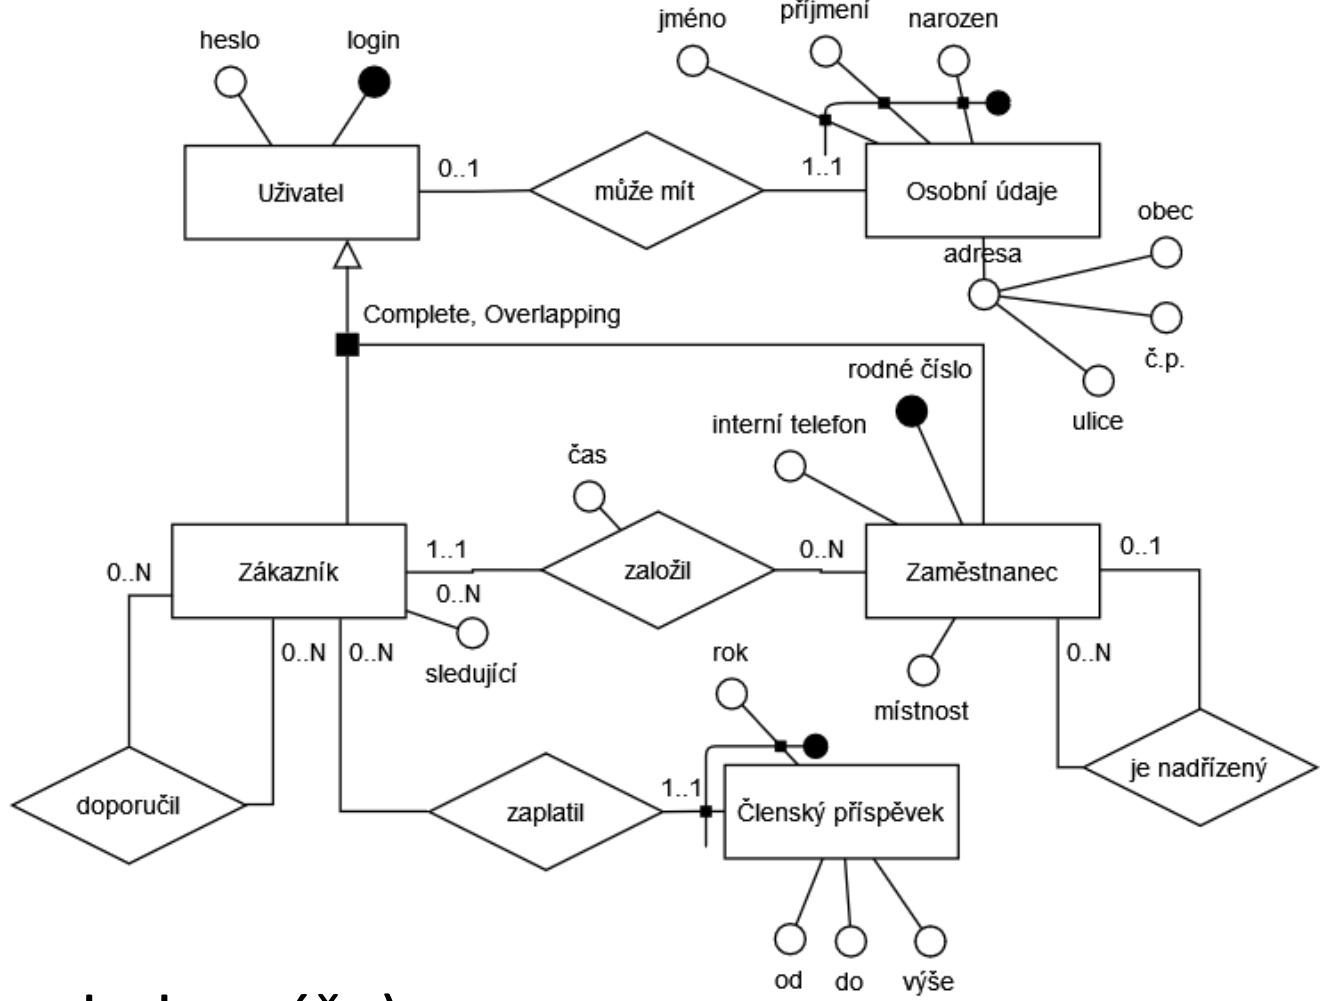 jméno
příjmení
narozen
heslo
login
0..1
1..1
Uživatel
může mít
Osobní údaje
obec
adresa
Complete, Overlapping
č.p.
rodné číslo
ulice
interní telefon
čas
0..N
1..1
0..N
0..1
Zákazník
založil
Zaměstnanec
0..N
0..N
0..N
0..N
sledující
rok
místnost
je nadřízený
doporučil
zaplatil
1..1
Členský příspěvek
od
do
výše